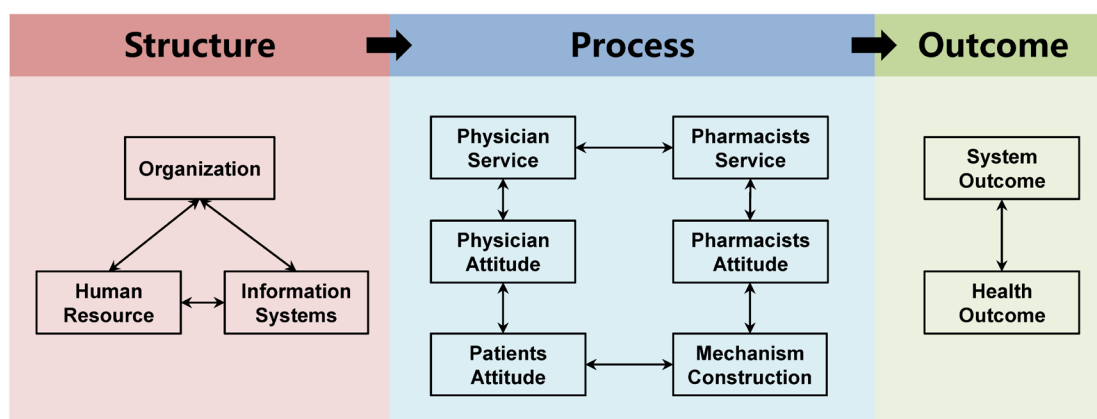 Structure
Process
Outcome
Organization
Human
Resource
Information
Systems
Physician
Service
Pharmacists
Service
Physician
Attitude
Pharmacists
Attitude
Patients
Attitude
Mechanism
Construction
System
Outcome
Health
Outcome